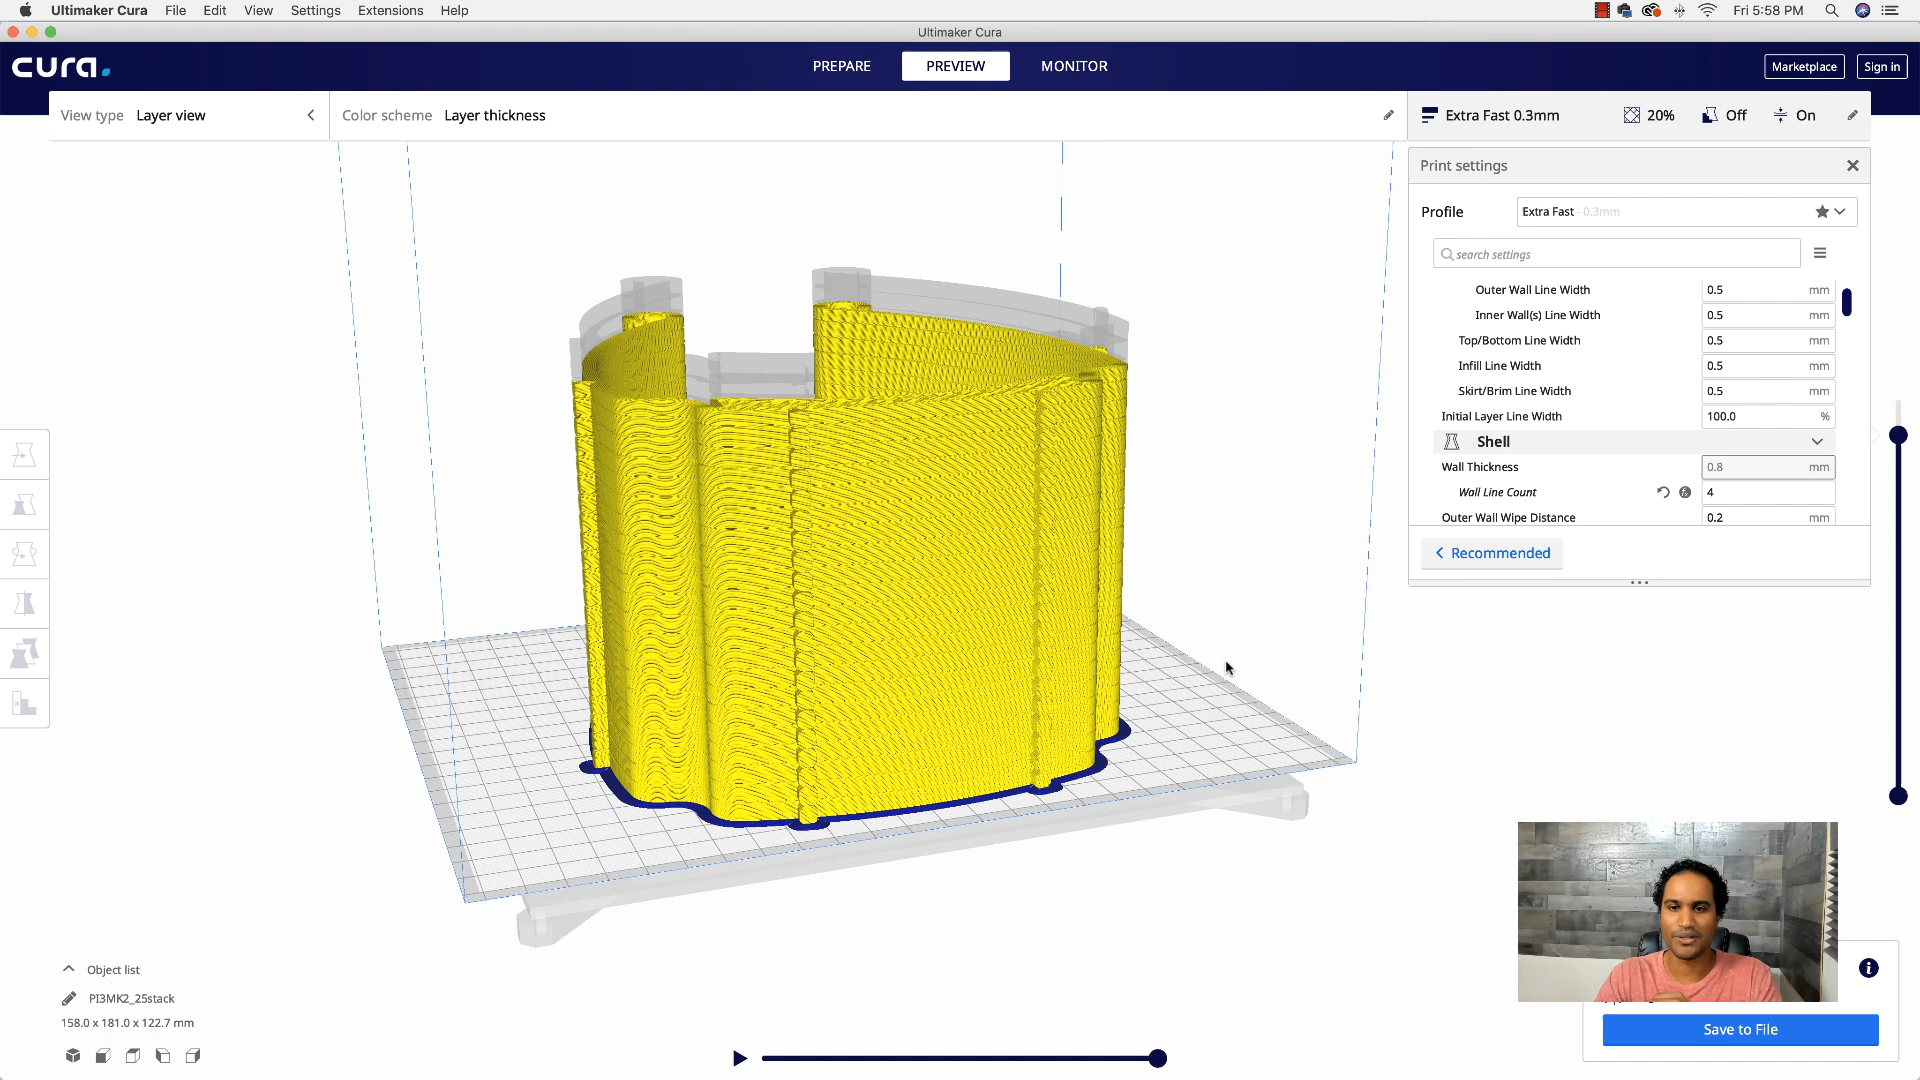 Ultimaker Cura File Edit View Settings Extensions Help Fri 5:58 PM
Ultimaker Cura
cura. PREPARE PREVIEW MONITOR Marketplace Sign in
View type Layer view Color scheme Layer thickness Extra Fast 0.3mm 20% Off On
Print settings
Profile Extra Fast - 0.3mm
search settings
Outer Wall Line Width 0.5 mm
Inner Wall(s) Line Width 0.5 mm
Top/Bottom Line Width 0.5 mm
Infill Line Width 0.5 mm
Skirt/Brim Line Width 0.5 mm
Initial Layer Line Width 100.0 %
Shell
Wall Thickness 0.8 mm
Wall Line Count 4
Outer Wall Wipe Distance 0.2 mm
Recommended
Object list
PI3MK2_25stack
158.0 x 181.0 x 122.7 mm
Save to File